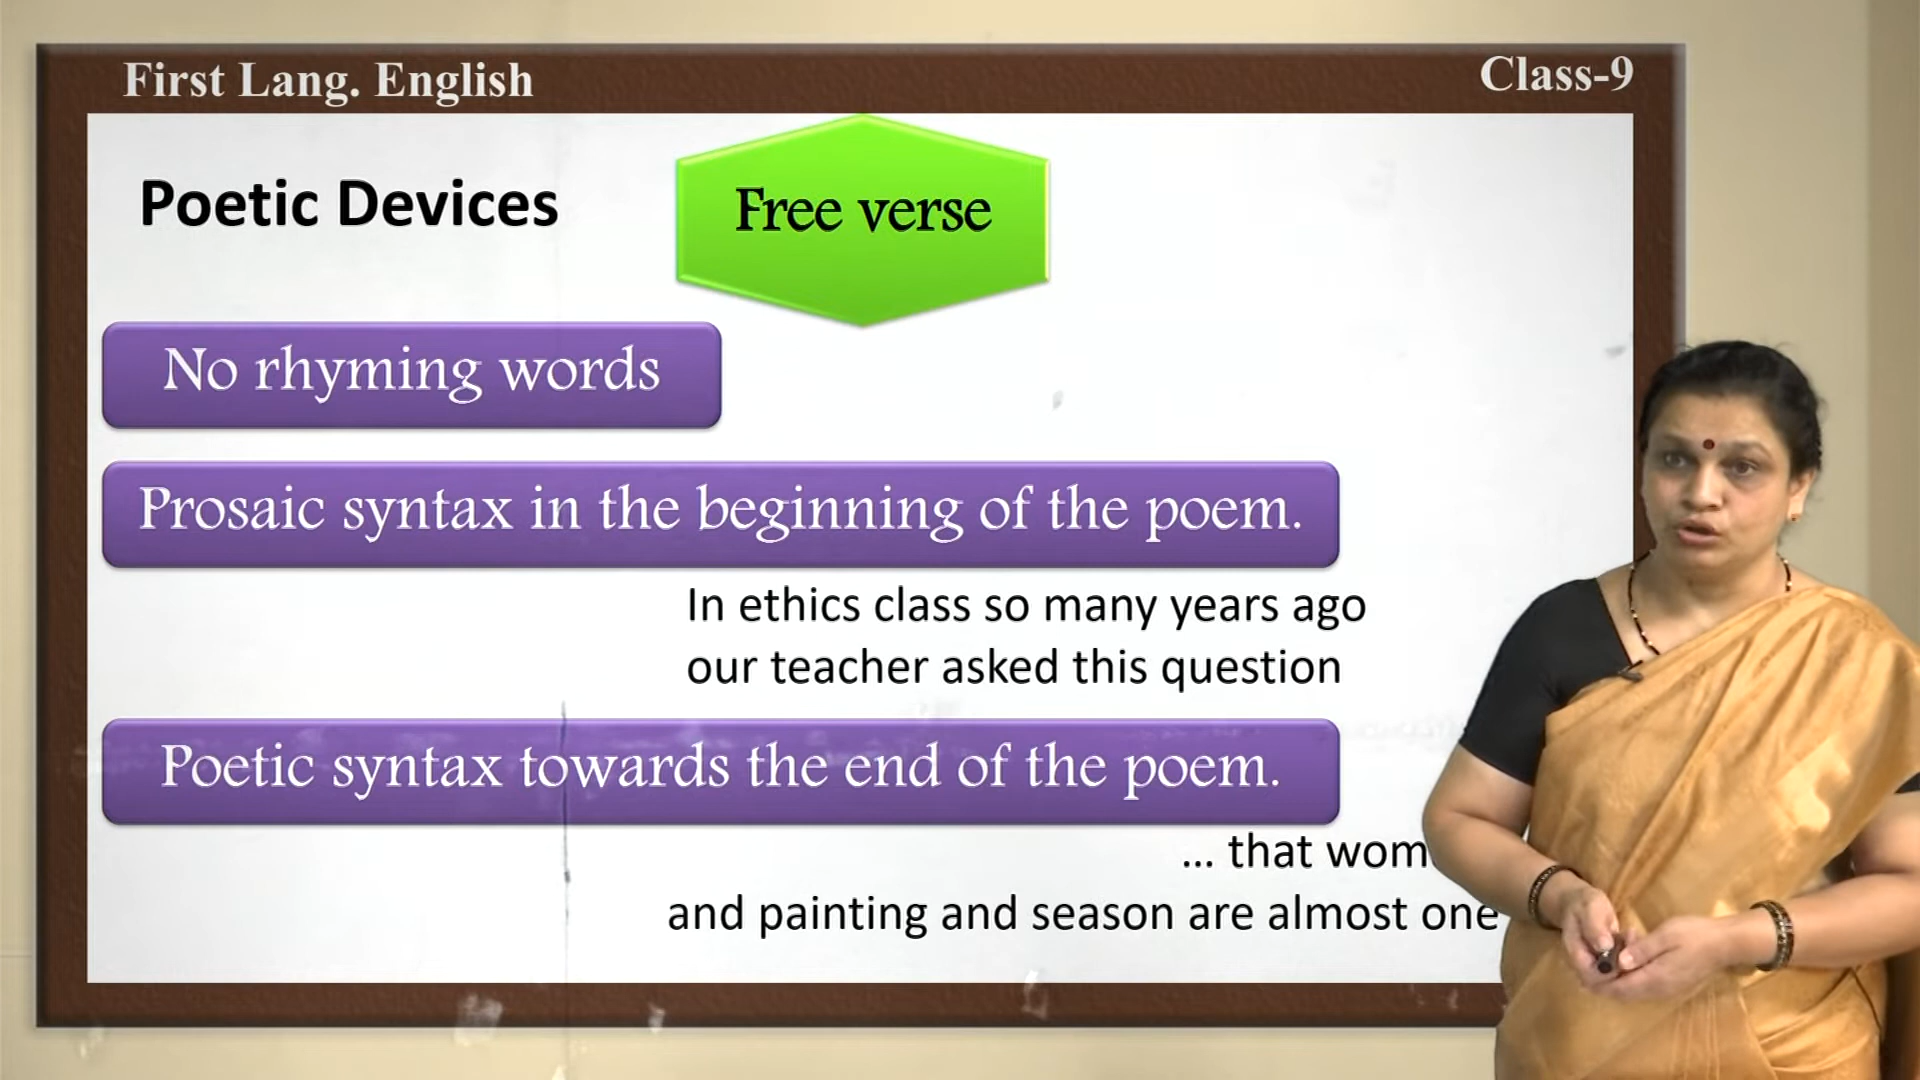 First Lang. English
Class-9
Poetic Devices
Free verse
No rhyming words
Prosaic syntax in the beginning of the poem.
In ethics class so many years ago
our teacher asked this question
Poetic syntax towards the end of the poem.
... that
and painting and season are almost one